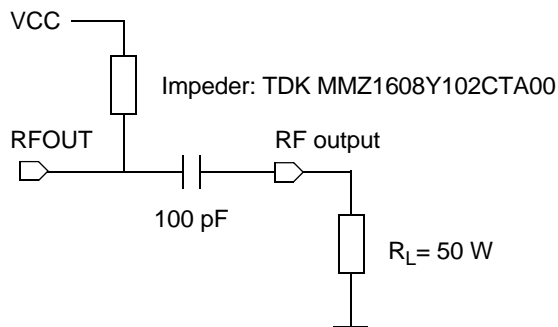 VCC
Impeder: TDK MMZ1608Y102CTA00
RFOUT
RF output
100 pF
RL= 50 W